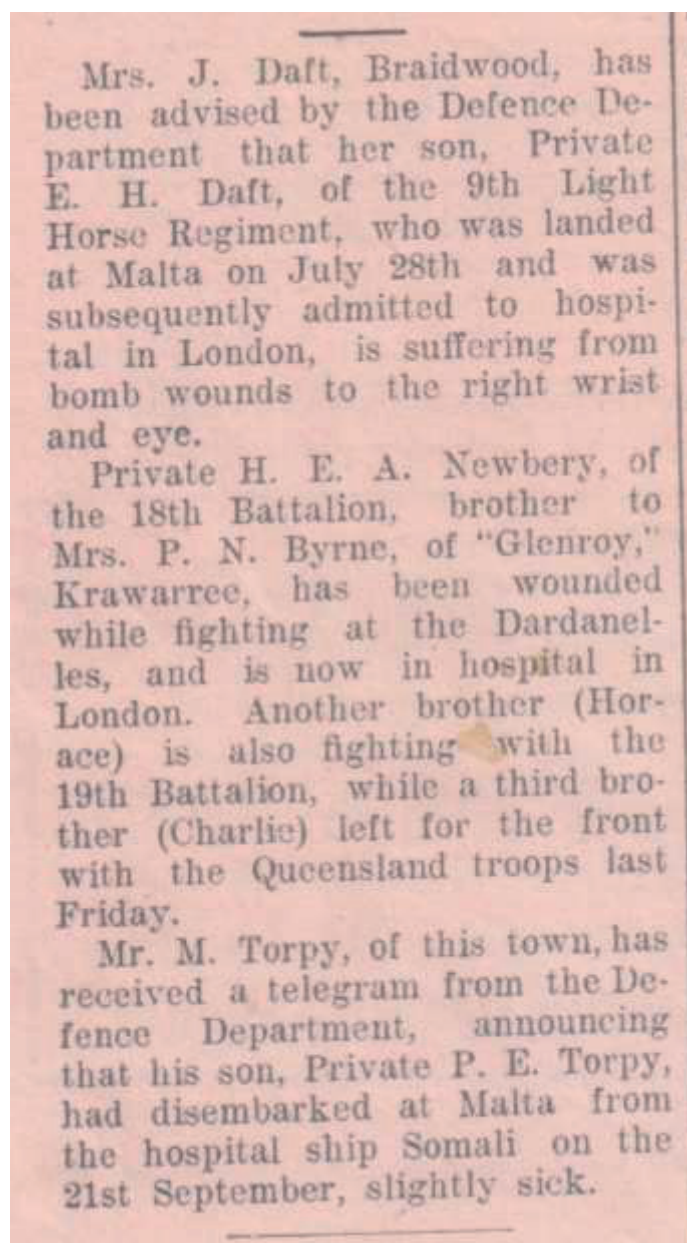 Mrs. J. Daft, Braidwood, has
been advised by the Defence De-
partment that her son, Private
E. H. Daft, of the 9th Light
Horse Regiment, who was landed
at Malta on July 28th and was
subsequently admitted to hospi-
tal in London, is suffering from
bomb wounds to the right wrist
and eye.
Private H. E. A. Newbery, of
the 18th Battalion, brother to
Mrs. P. N. Byrne, of "Glenroy,"
Krawarree, has been wounded
while fighting at the Dardanel-
les, and is now in hospital in
London. Another brother (Hor-
ace) is also fighting with the
19th Battalion, while a third bro-
ther (Charlie) left for the front
with the Queensland troops last
Friday.
Mr. M. Torpy, of this town, has
received a telegram from the De-
fence Department, announcing
that his son, Private P. E. Torpy,
had disembarked at Malta from
the hospital ship Somali on the
21st September, slightly sick.